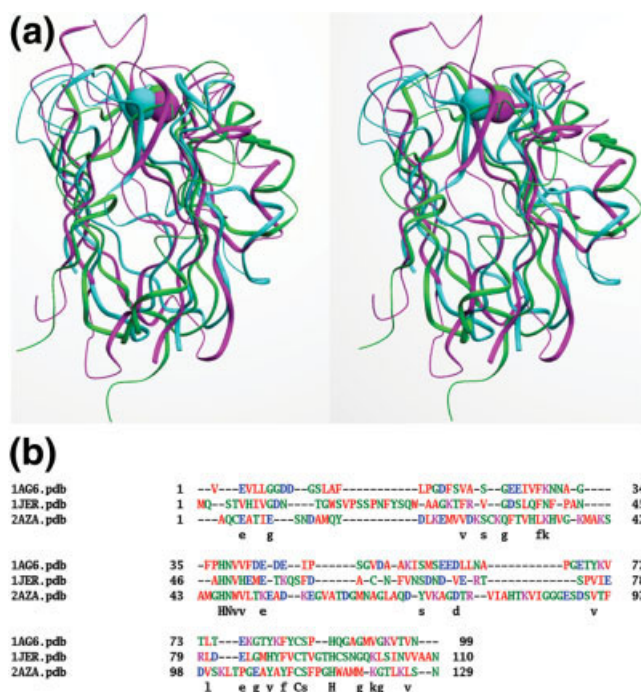 (a)
(b)
1AG6.pdb 1 --V----EVLLGGDD--GSLAF------LPGDFSVA-S--GEEIVFKNNA-G---- 34
1JER.pdb 1 MQ--STVHIVGDN--TGWSVPSSPNFYSQW--AAGKTFR-V---GDSLQFNF-PAN---- 45
2AZA.pdb 1 ---AQCEATIE---SNDAMQY------DLKEMVVDKSCKQFTVHLKHVG-KMAKS 42
e g v s g fk
1AG6.pdb 35 -FPHNVVFDE-DE--IP----SGVDA-AKISMSEEDLLNA-----PGETYKV 72
1JER.pdb 46 -AHNVHEME-TKQSFD-----A-C-N-FVNSDND-VE-RT------SPVIE 78
2AZA.pdb 43 AMGHNWVLTKEAD--KEGVATDGMNAGLAQD-YVKAGDTR---VIAHTKVIGGGESDSVTF 97
HNvv e s d v
1AG6.pdb 73 TLT---EKGTYKFYCSP--HQGAGMVGKVTVN--- 99
1JER.pdb 79 RLD--ELGMHYFVCTVGTHCSNGQKLSINVVAAN 110
2AZA.pdb 98 DVSKLTPGEAYAYFCSFPGHWAMM-KGTLKLS--N 129
l e g y f Cs H g kg v